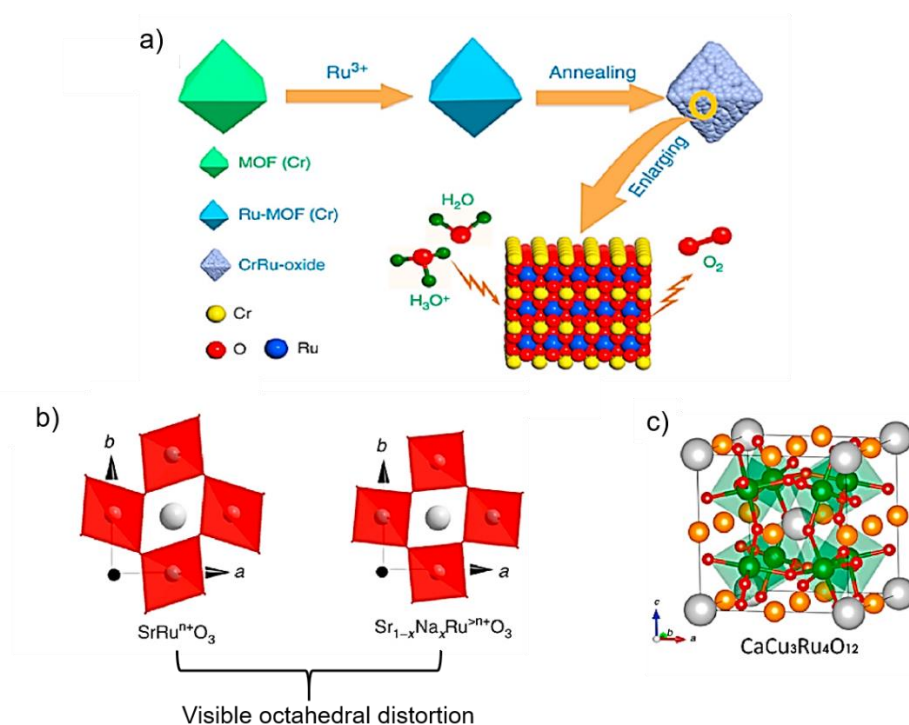 a)
Ru³⁺
Annealing
MOF (Cr)
Ru-MOF (Cr)
CrRu-oxide
Cr
O
Ru
Enlarging
H₂O
H₃O⁺
O₂
b)
b
a
SrRuⁿ⁺O₃
b
a
Sr₁₋ₓNaₓRu^{>n+}O₃
Visible octahedral distortion
c)
c
b
a
CaCu₃Ru₄O₁₂